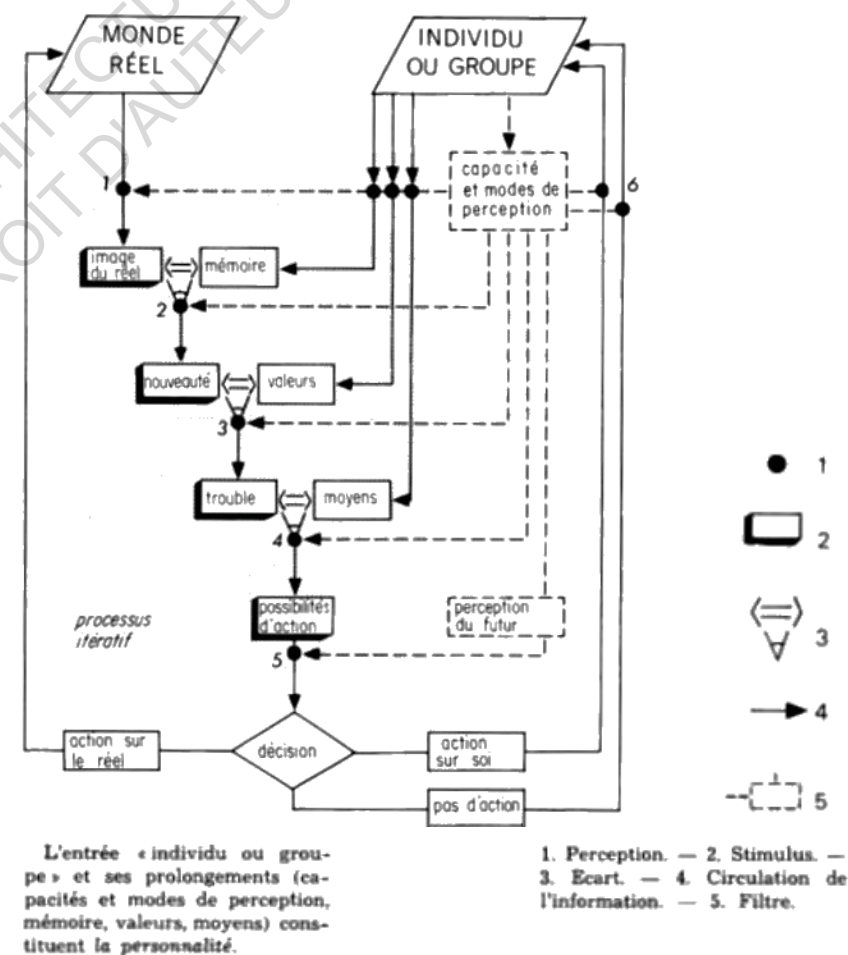 MONDE
RÉEL
INDIVIDU
OU GROUPE
capacité
et modes de
perception
1
6
image
du réel
mémoire
2
nouveauté
valeurs
3
trouble
moyens
4
possibilités
d'action
perception
du futur
processus
itératif
5
action sur
le réel
décision
action
sur soi
pas d'action
1
2
3
4
5
L'entrée « individu ou grou-
pe » et ses prolongements (ca-
pacités et modes de perception,
mémoire, valeurs, moyens) cons-
tituent la personnalité.
1. Perception. — 2. Stimulus. —
3. Ecart. — 4. Circulation de
l'information. — 5. Filtre.